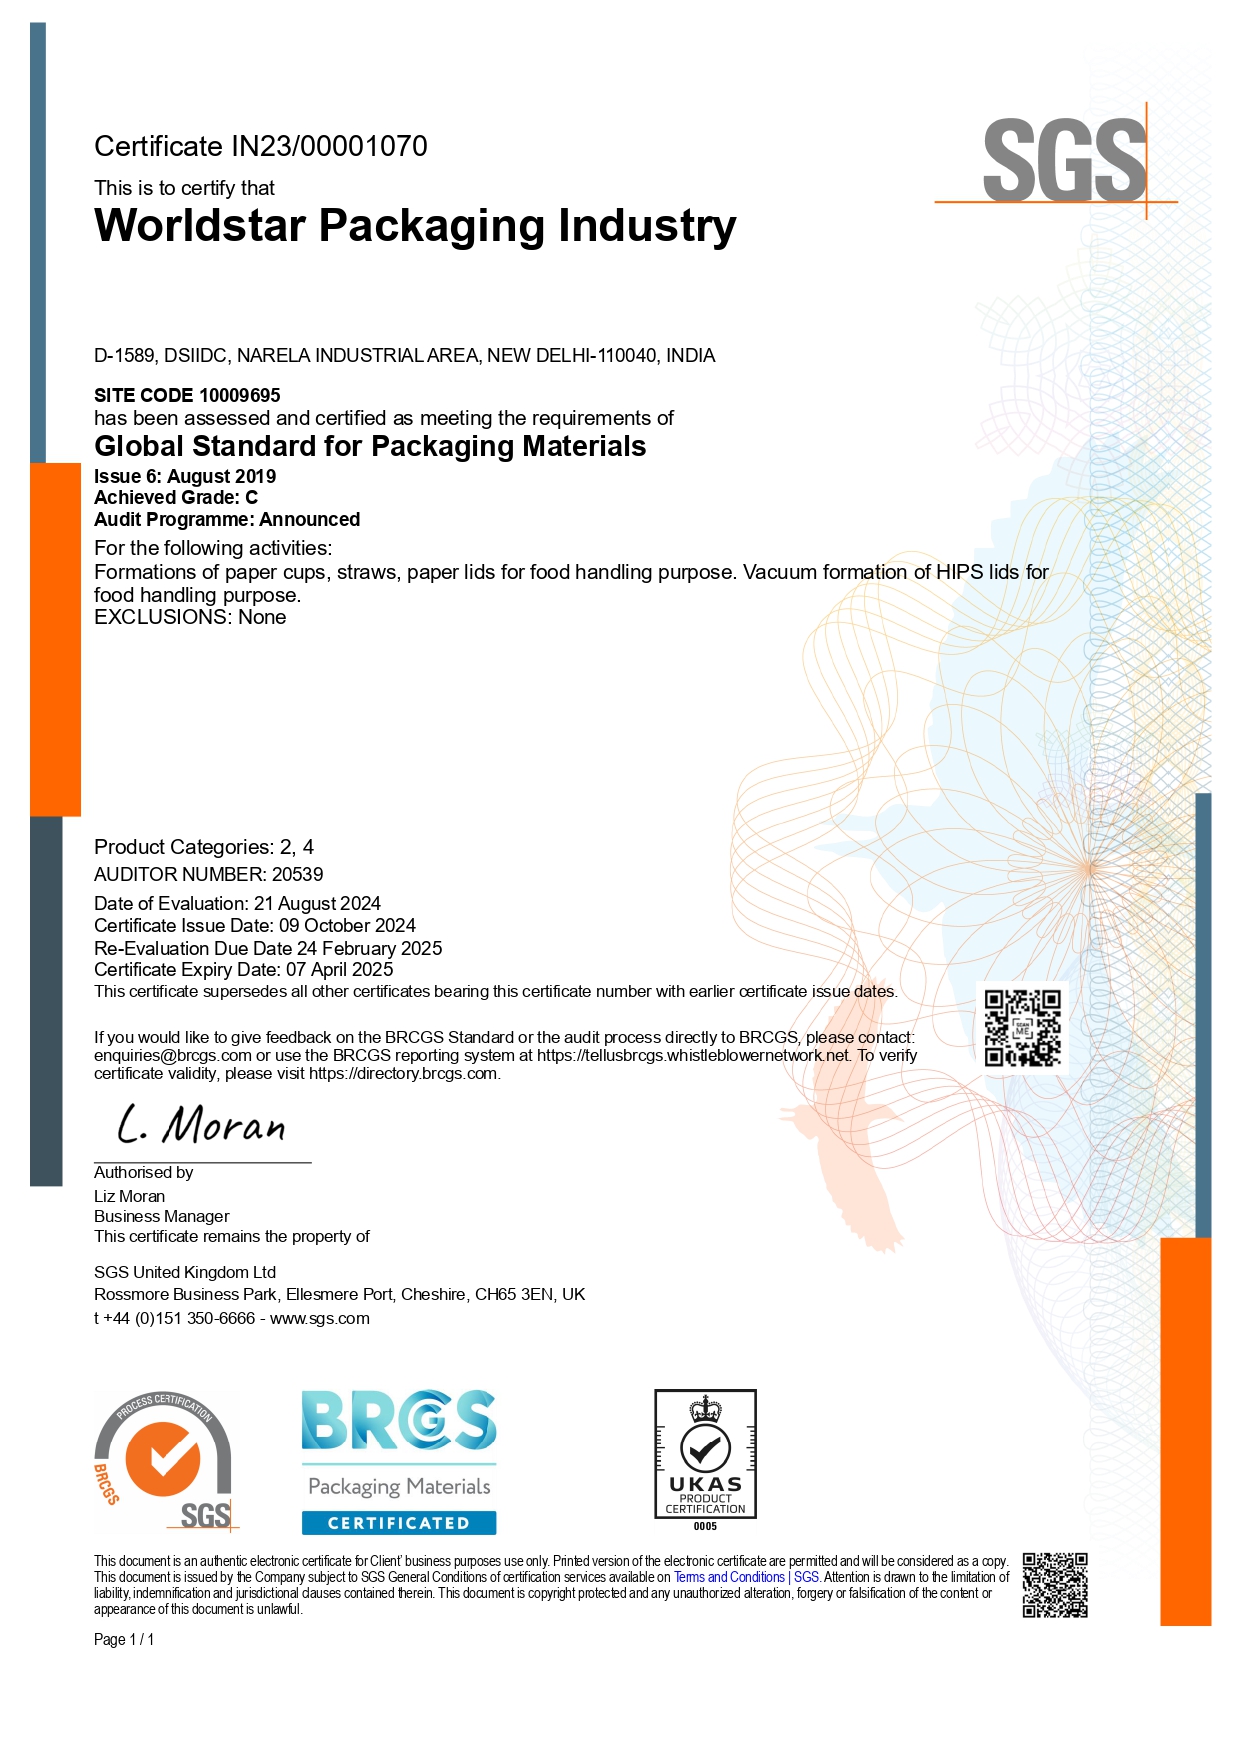 SGS
Certificate IN23/00001070
This is to certify that
Worldstar Packaging Industry
D-1589, DSIIDC, NARELA INDUSTRIAL AREA, NEW DELHI-110040, INDIA
SITE CODE 10009695
has been assessed and certified as meeting the requirements of
Global Standard for Packaging Materials
Issue 6: August 2019
Achieved Grade: C
Audit Programme: Announced
For the following activities:
Formations of paper cups, straws, paper lids for food handling purpose. Vacuum formation of HIPS lids for
food handling purpose.
EXCLUSIONS: None
Product Categories: 2, 4
AUDITOR NUMBER: 20539
Date of Evaluation: 21 August 2024
Certificate Issue Date: 09 October 2024
Re-Evaluation Due Date 24 February 2025
Certificate Expiry Date: 07 April 2025
This certificate supersedes all other certificates bearing this certificate number with earlier certificate issue dates.
SCAN
ME
If you would like to give feedback on the BRCGS Standard or the audit process directly to BRCGS, please contact:
enquiries@brcgs.com or use the BRCGS reporting system at https://tellusbrcgs.whistleblowernetwork.net. To verify
certificate validity, please visit https://directory.brcgs.com.
L. Moran
Authorised by
Liz Moran
Business Manager
This certificate remains the property of
SGS United Kingdom Ltd
Rossmore Business Park, Ellesmere Port, Cheshire, CH65 3EN, UK
t +44 (0)151 350-6666 - www.sgs.com
PROCESS CERTIFICATION
BRCGS
SGS
BRCGS
Packaging Materials
CERTIFICATED
UKAS
PRODUCT
CERTIFICATION
0005
This document is an authentic electronic certificate for Client' business purposes use only. Printed version of the electronic certificate are permitted and will be considered as a copy.
This document is issued by the Company subject to SGS General Conditions of certification services available on Terms and Conditions | SGS. Attention is drawn to the limitation of
liability, indemnification and jurisdictional clauses contained therein. This document is copyright protected and any unauthorized alteration, forgery or falsification of the content or
appearance of this document is unlawful.
Page 1 / 1